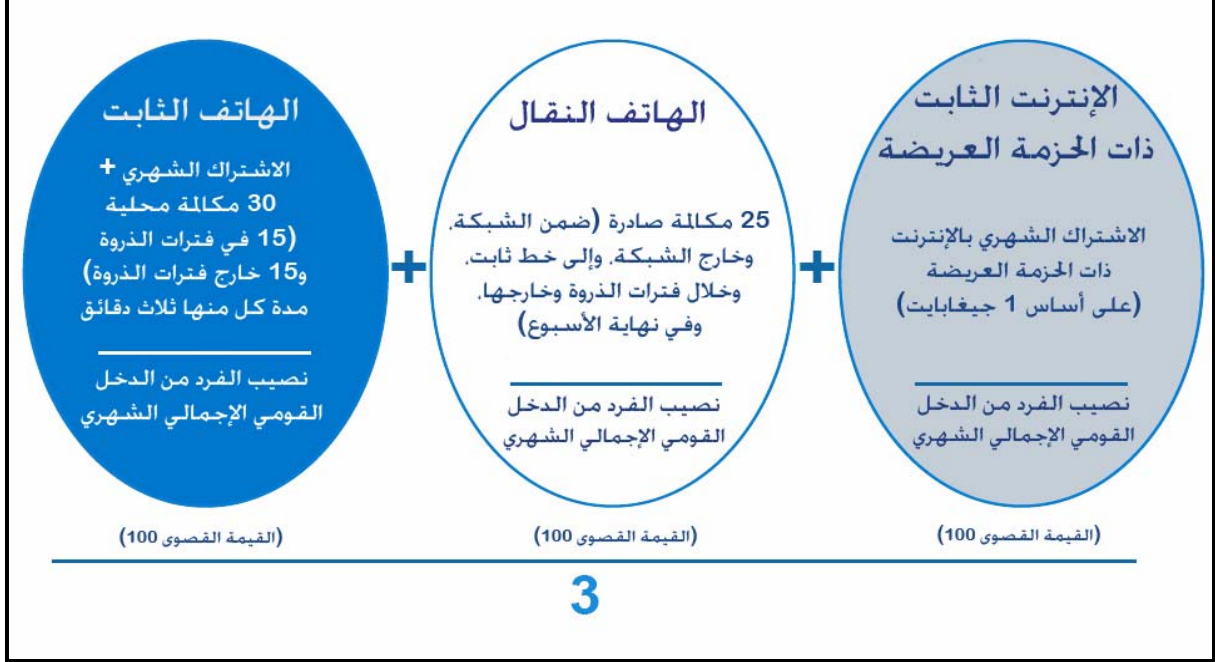 الإنترنت الثابت
ذات الحزمة العريضة
الاشتراك الشهري بالإنترنت
ذات الحزمة العريضة
(على أساس 1 جيغابايت)
نصيب الفرد من الدخل
القومي الإجمالي الشهري
(القيمة القصوى 100)
+
الهاتف النقال
25 مكالمة صادرة (ضمن الشبكة،
وخارج الشبكة، وإلى خط ثابت،
وخلال فترات الذروة وخارجها،
وفي نهاية الأسبوع)
نصيب الفرد من الدخل
القومي الإجمالي الشهري
(القيمة القصوى 100)
+
الهاتف الثابت
الاشتراك الشهري +
30 مكالمة محلية
(15 في فترات الذروة
و15 خارج فترات الذروة)
مدة كل منها ثلاث دقائق
نصيب الفرد من الدخل
القومي الإجمالي الشهري
(القيمة القصوى 100)
3